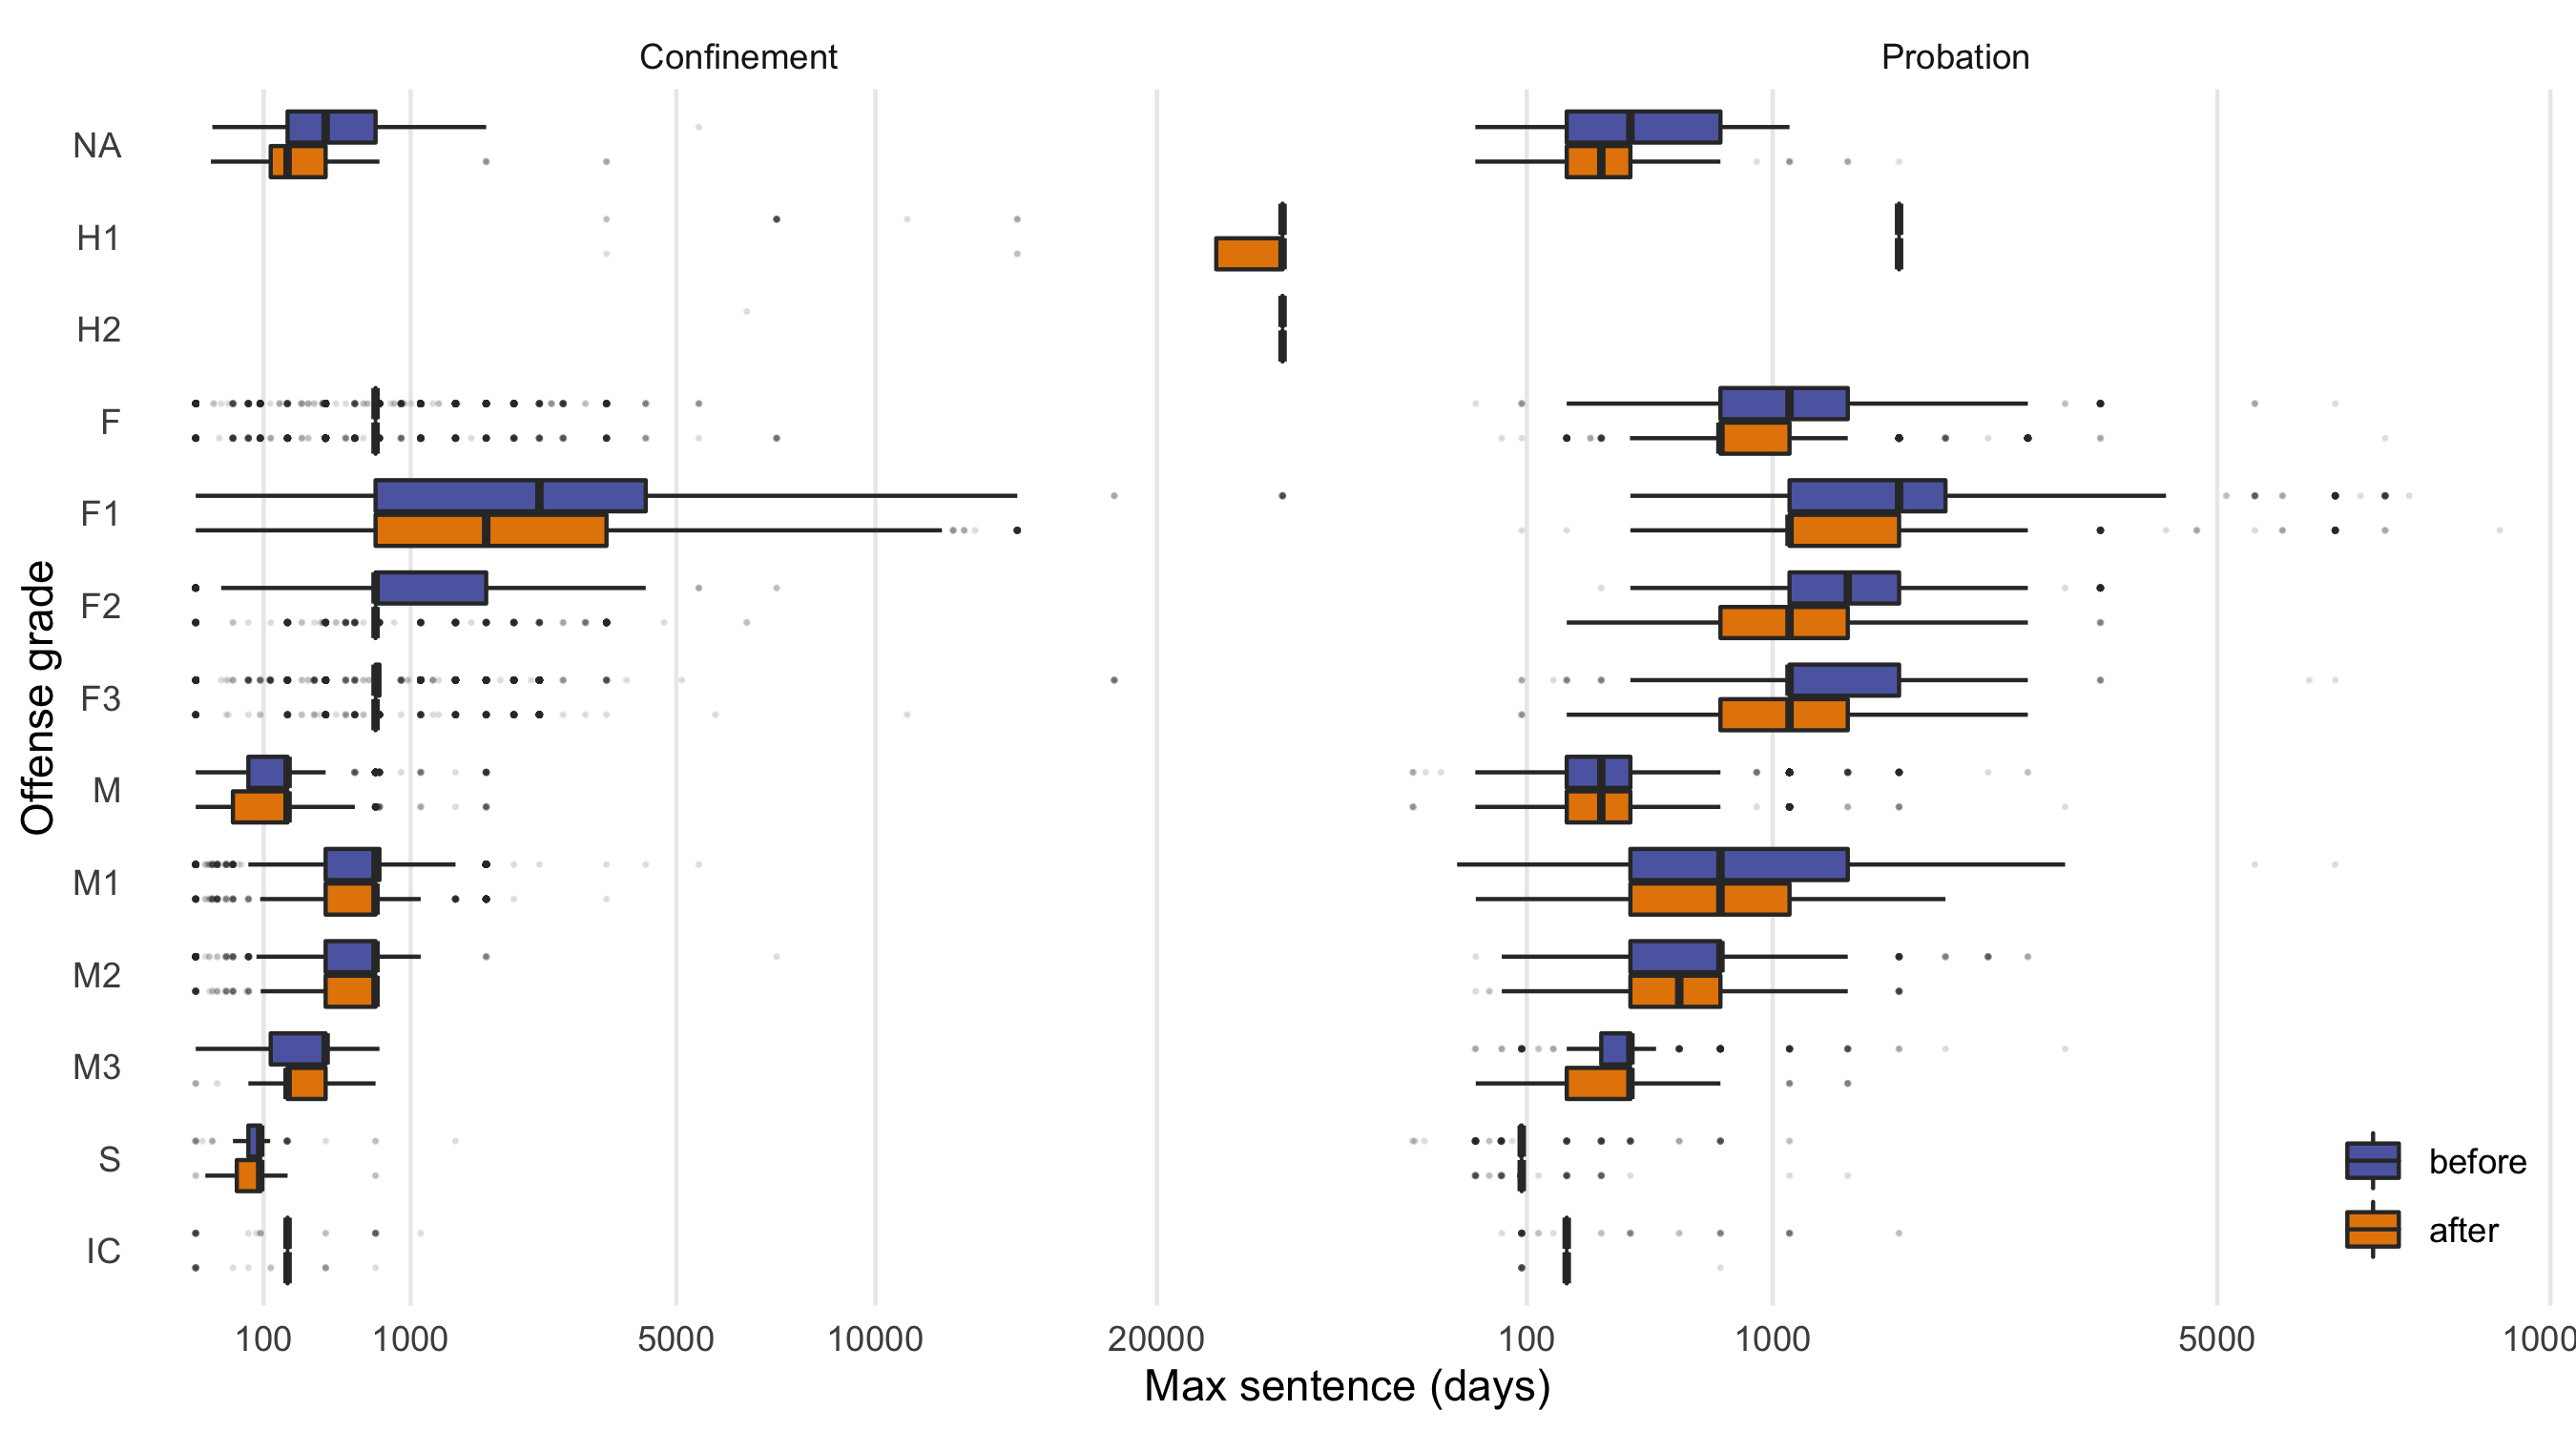 Confinement
Probation
NA
H1
H2
F
F1
F2
F3
M
M1
M2
M3
S
IC
Offense grade
before
after
100 1000 5000 10000 20000
100 1000 5000 1000
Max sentence (days)